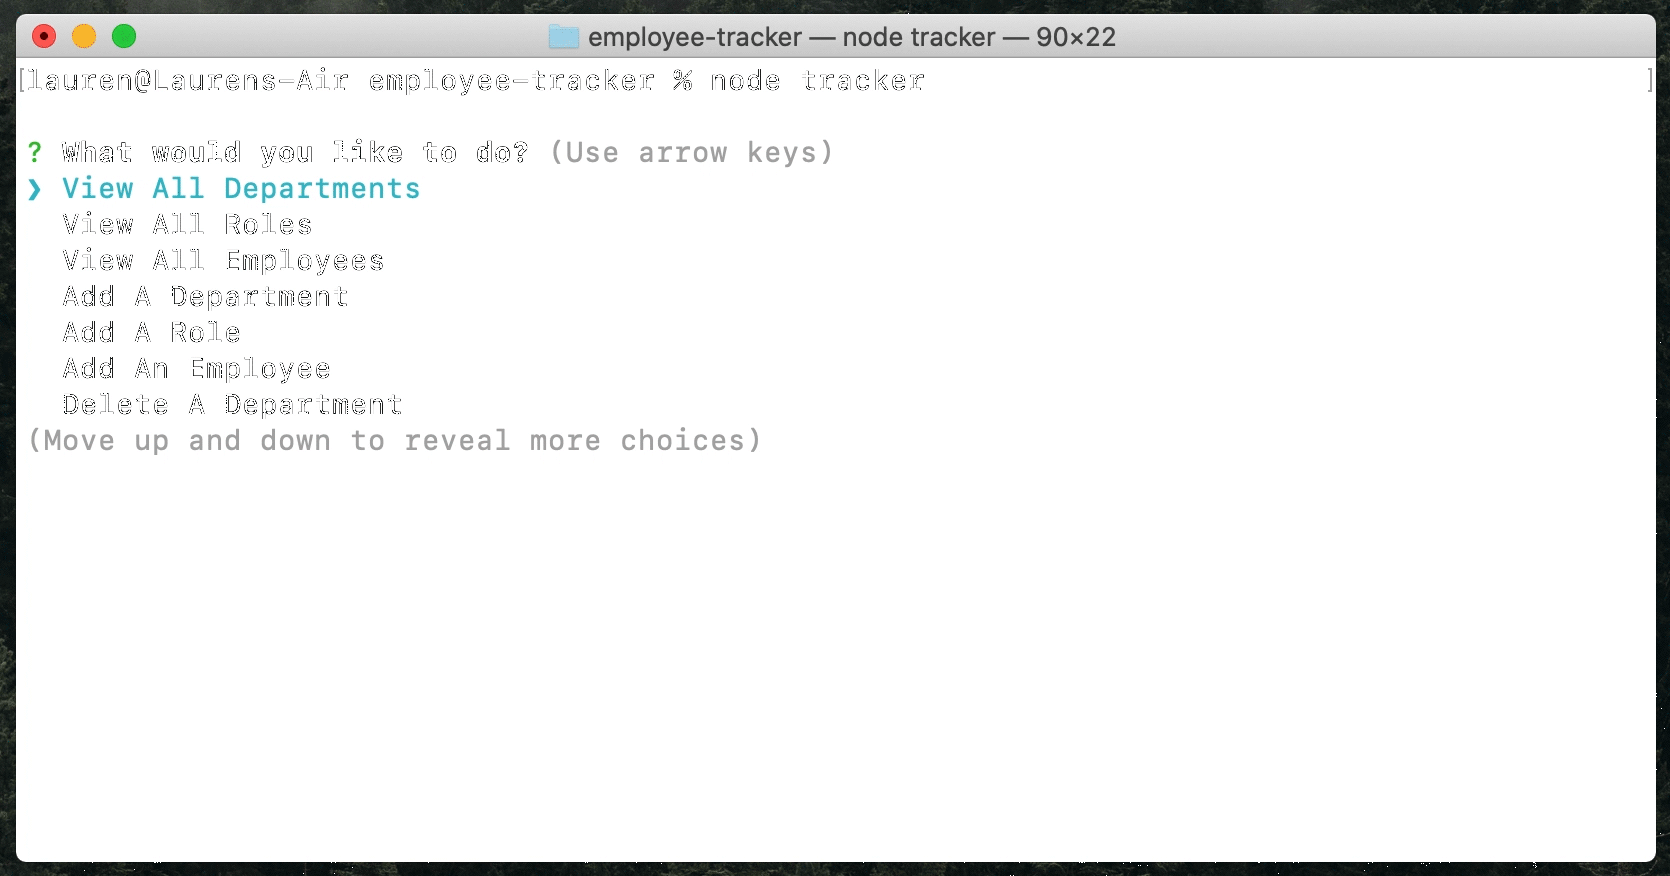 employee-tracker — node tracker — 90×22
[lauren@Laurens-Air employee-tracker % node tracker ]
? What would you like to do? (Use arrow keys)
❯ View All Departments
View All Roles
View All Employees
Add A Department
Add A Role
Add An Employee
Delete A Department
(Move up and down to reveal more choices)